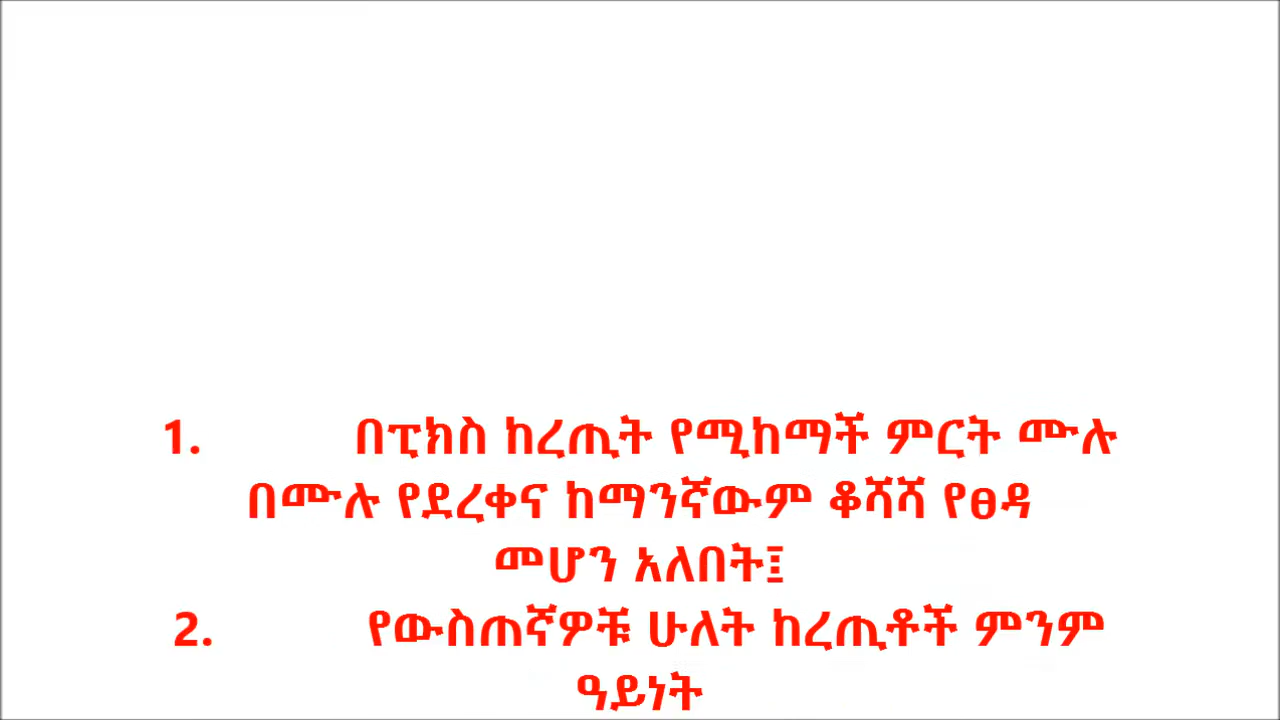 1. በፒክስ ከረጢት የሚከማች ምርት ሙሉ
በሙሉ የደረቀና ከማንኛውም ቆሻሻ የፀዳ
መሆን አለበት፤
2. የውስጠኛዎቹ ሁለት ከረጢቶች ምንም
ዓይነት